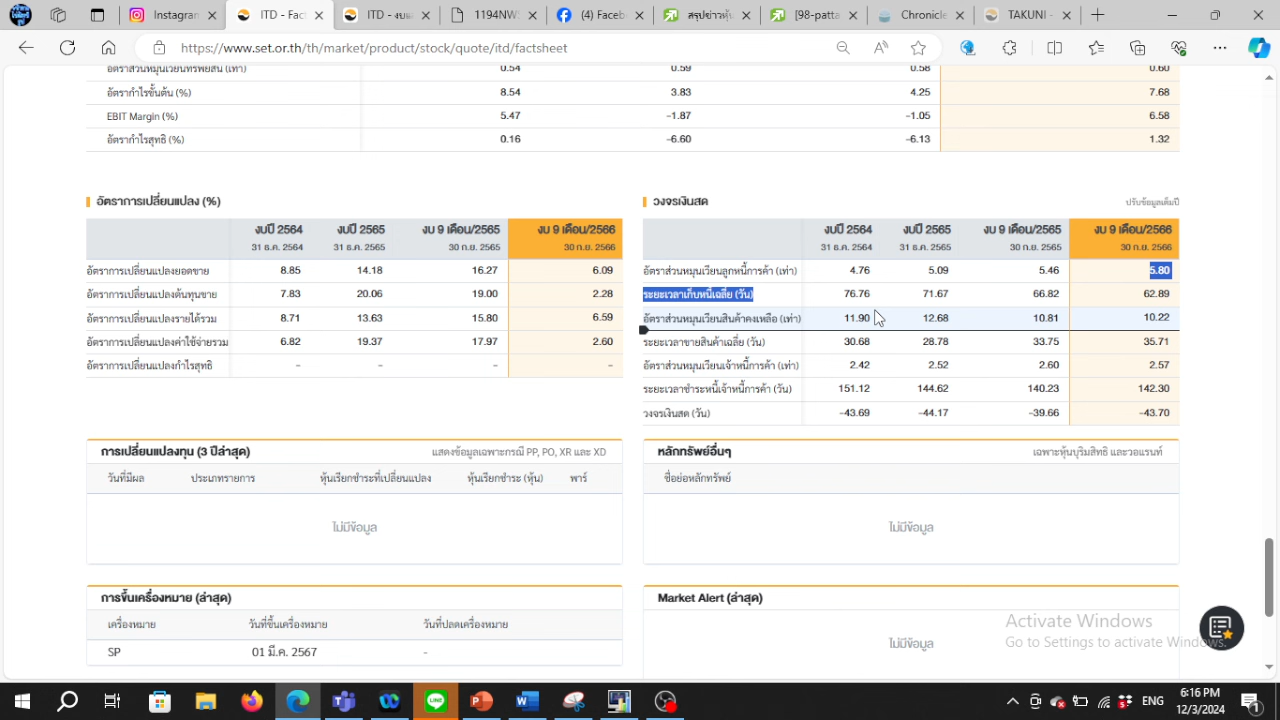 Instagram
ITD - Fact
ITD - งบก
1194NWS
(4) Faceb
สรุปข่าวหุ้น
[98-patta
Chronicle
TAKUNI -
https://www.set.or.th/th/market/product/stock/quote/itd/factsheet
อัตราส่วนหมุนเวียนทรัพย์สิน (เท่า) 0.54 0.59 0.58 0.60
อัตรากำไรขั้นต้น (%) 8.54 3.83 4.25 7.68
EBIT Margin (%) 5.47 -1.87 -1.05 6.58
อัตรากำไรสุทธิ (%) 0.16 -6.60 -6.13 1.32
อัตราการเปลี่ยนแปลง (%)
งบปี 2564 งบปี 2565 งบ 9 เดือน/2565 งบ 9 เดือน/2566
31 ธ.ค. 2564 31 ธ.ค. 2565 30 ก.ย. 2565 30 ก.ย. 2566
อัตราการเปลี่ยนแปลงยอดขาย 8.85 14.18 16.27 6.09
อัตราการเปลี่ยนแปลงต้นทุนขาย 7.83 20.06 19.00 2.28
อัตราการเปลี่ยนแปลงรายได้รวม 8.71 13.63 15.80 6.59
อัตราการเปลี่ยนแปลงค่าใช้จ่ายรวม 6.82 19.37 17.97 2.60
อัตราการเปลี่ยนแปลงกำไรสุทธิ - - - -
วงจรเงินสด ปรับข้อมูลเต็มปี
งบปี 2564 งบปี 2565 งบ 9 เดือน/2565 งบ 9 เดือน/2566
31 ธ.ค. 2564 31 ธ.ค. 2565 30 ก.ย. 2565 30 ก.ย. 2566
อัตราส่วนหมุนเวียนลูกหนี้การค้า (เท่า) 4.76 5.09 5.46 5.80
ระยะเวลาเก็บหนี้เฉลี่ย (วัน) 76.76 71.67 66.82 62.89
อัตราส่วนหมุนเวียนสินค้าคงเหลือ (เท่า) 11.90 12.68 10.81 10.22
ระยะเวลาขายสินค้าเฉลี่ย (วัน) 30.68 28.78 33.75 35.71
อัตราส่วนหมุนเวียนเจ้าหนี้การค้า (เท่า) 2.42 2.52 2.60 2.57
ระยะเวลาชำระหนี้เจ้าหนี้การค้า (วัน) 151.12 144.62 140.23 142.30
วงจรเงินสด (วัน) -43.69 -44.17 -39.66 -43.70
การเปลี่ยนแปลงทุน (3 ปีล่าสุด) แสดงข้อมูลเฉพาะกรณี PP, PO, XR และ XD
วันที่มีผล ประเภทรายการ หุ้นเรียกชำระที่เปลี่ยนแปลง หุ้นเรียกชำระ (หุ้น) พาร์
ไม่มีข้อมูล
หลักทรัพย์อื่นๆ เฉพาะหุ้นบุริมสิทธิ และวอแรนท์
ชื่อย่อหลักทรัพย์
ไม่มีข้อมูล
การขึ้นเครื่องหมาย (ล่าสุด)
เครื่องหมาย วันที่ขึ้นเครื่องหมาย วันที่ปลดเครื่องหมาย
SP 01 มี.ค. 2567 -
Market Alert (ล่าสุด)
ไม่มีข้อมูล
Activate Windows
Go to Settings to activate Windows.
LINE
ENG
6:16 PM
12/3/2024
1